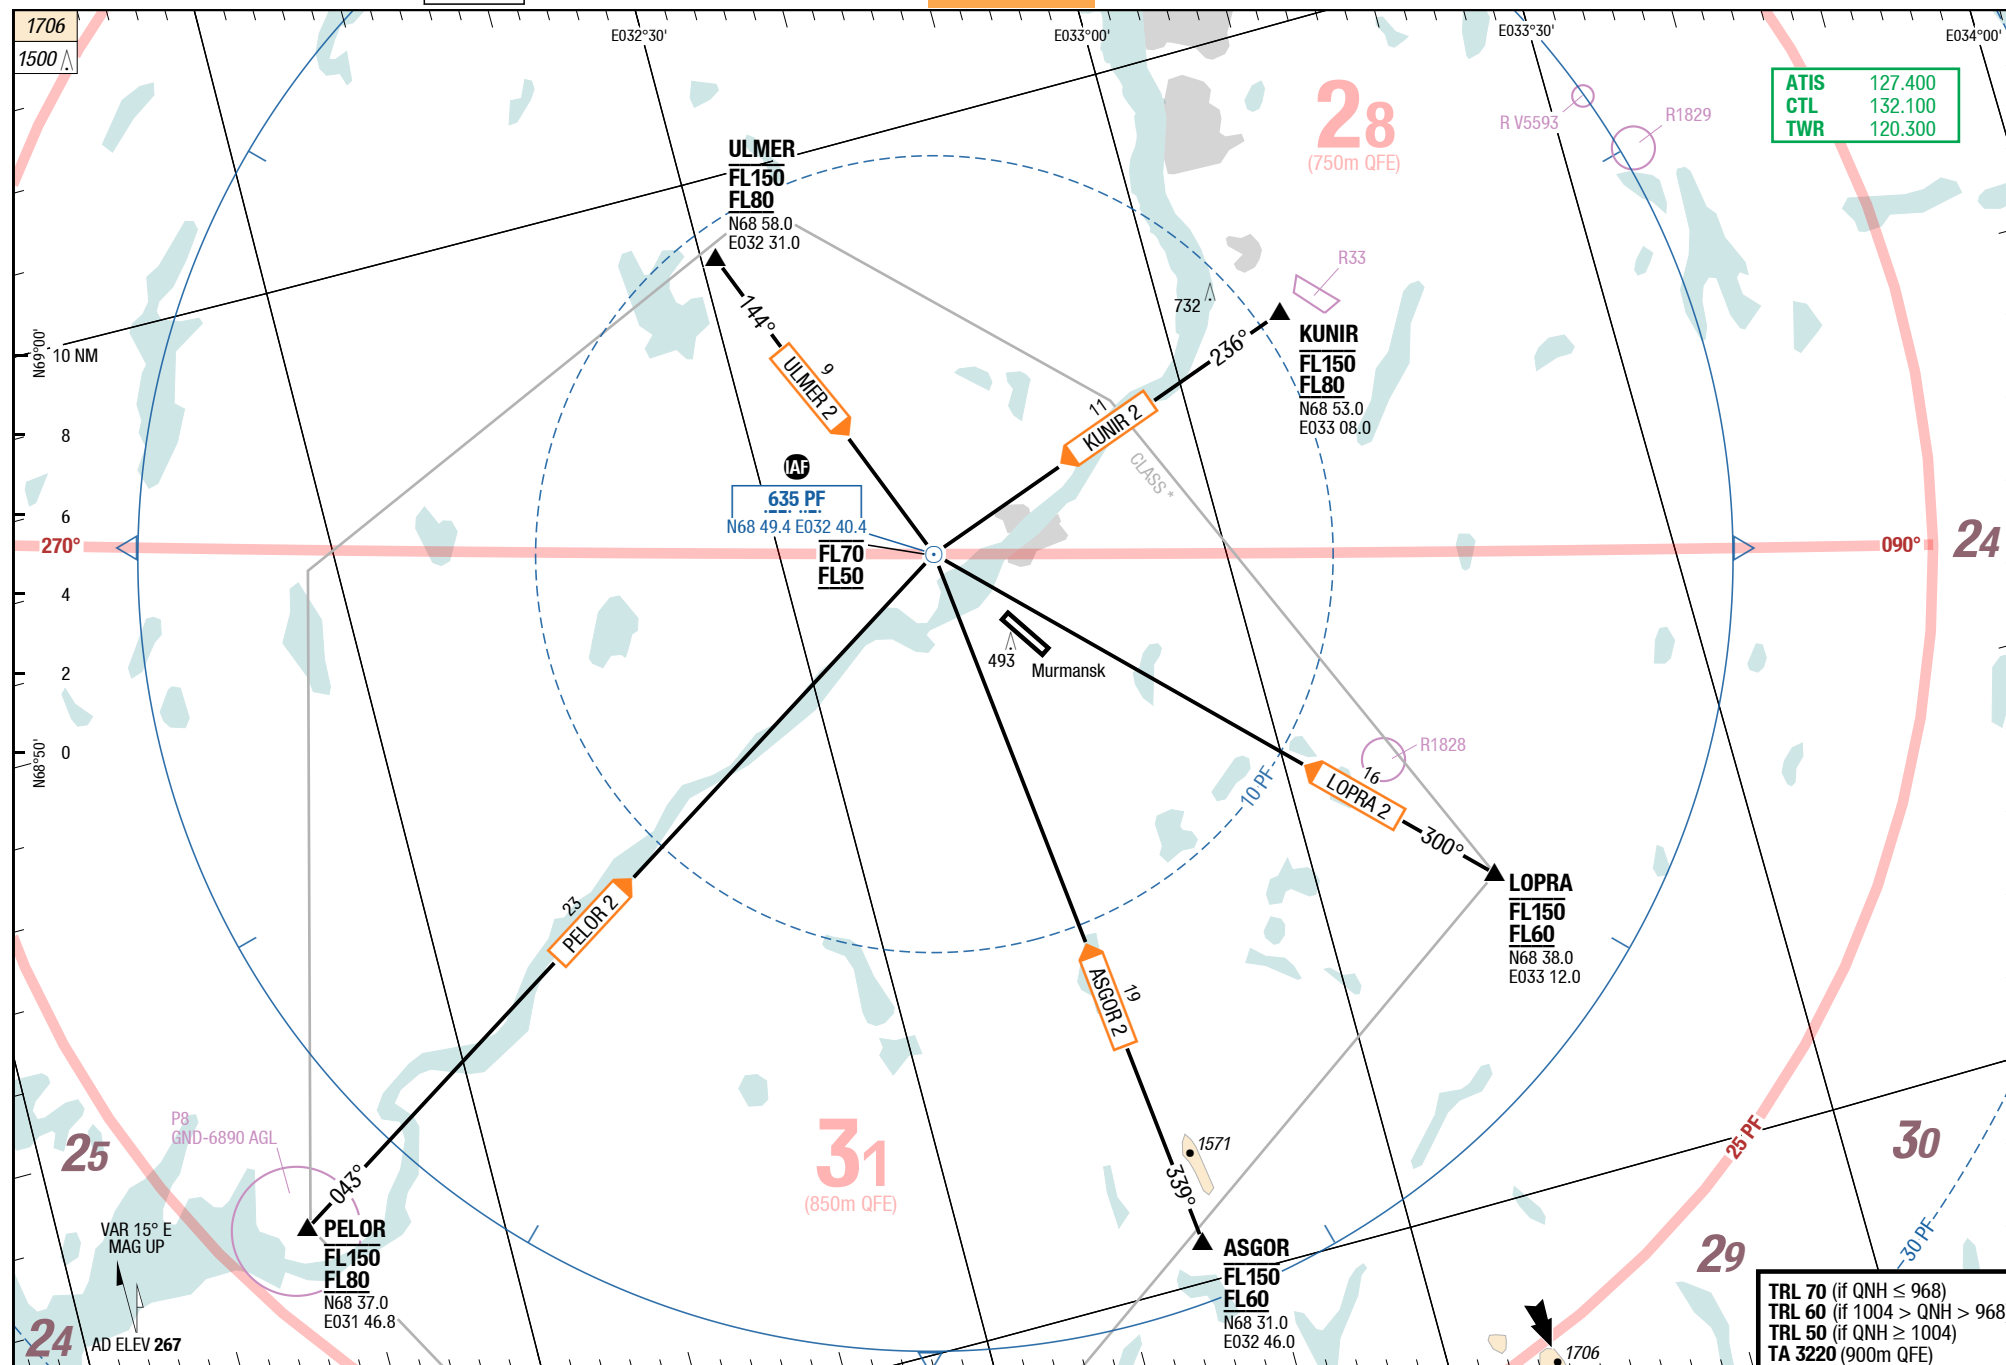 1706
1500
E032°30'
E033°00'
E033°30'
E034°00'
ATIS 127.400
CTL 132.100
TWR 120.300
28
(750m QFE)
R V5593
R1829
ULMER
FL150
FL80
N68 58.0
E032 31.0
144°
9
ULMER 2
R33
732
KUNIR
FL150
FL80
N68 53.0
E033 08.0
236°
11
KUNIR 2
CLASS *
N69°00'
10 NM
8
6
4
2
0
N68°50'
IAF
635 PF
N68 49.4 E032 40.4
FL70
FL50
270°
090°
24
493
Murmansk
R1828
10 PF
16
LOPRA 2
300°
LOPRA
FL150
FL60
N68 38.0
E033 12.0
23
PELOR 2
19
ASGOR 2
339°
1571
ASGOR
FL150
FL60
N68 31.0
E032 46.0
31
(850m QFE)
25
P8
GND-6890 AGL
043°
PELOR
FL150
FL80
N68 37.0
E031 46.8
VAR 15° E
MAG UP
24
AD ELEV 267
25 PF
30
29
30 PF
1706
TRL 70 (if QNH ≤ 968)
TRL 60 (if 1004 > QNH > 968
TRL 50 (if QNH ≥ 1004)
TA 3220 (900m QFE)